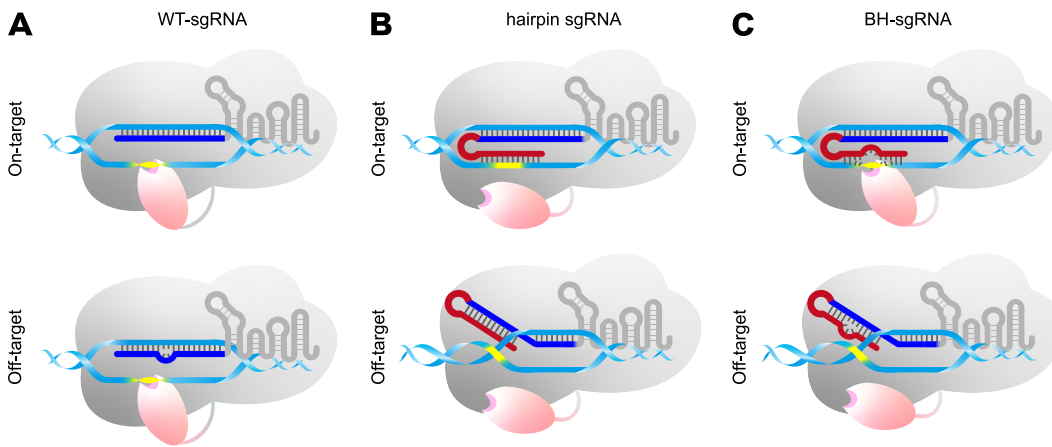 A
WT-sgRNA
B
hairpin sgRNA
C
BH-sgRNA
On-target
On-target
On-target
Off-target
Off-target
Off-target